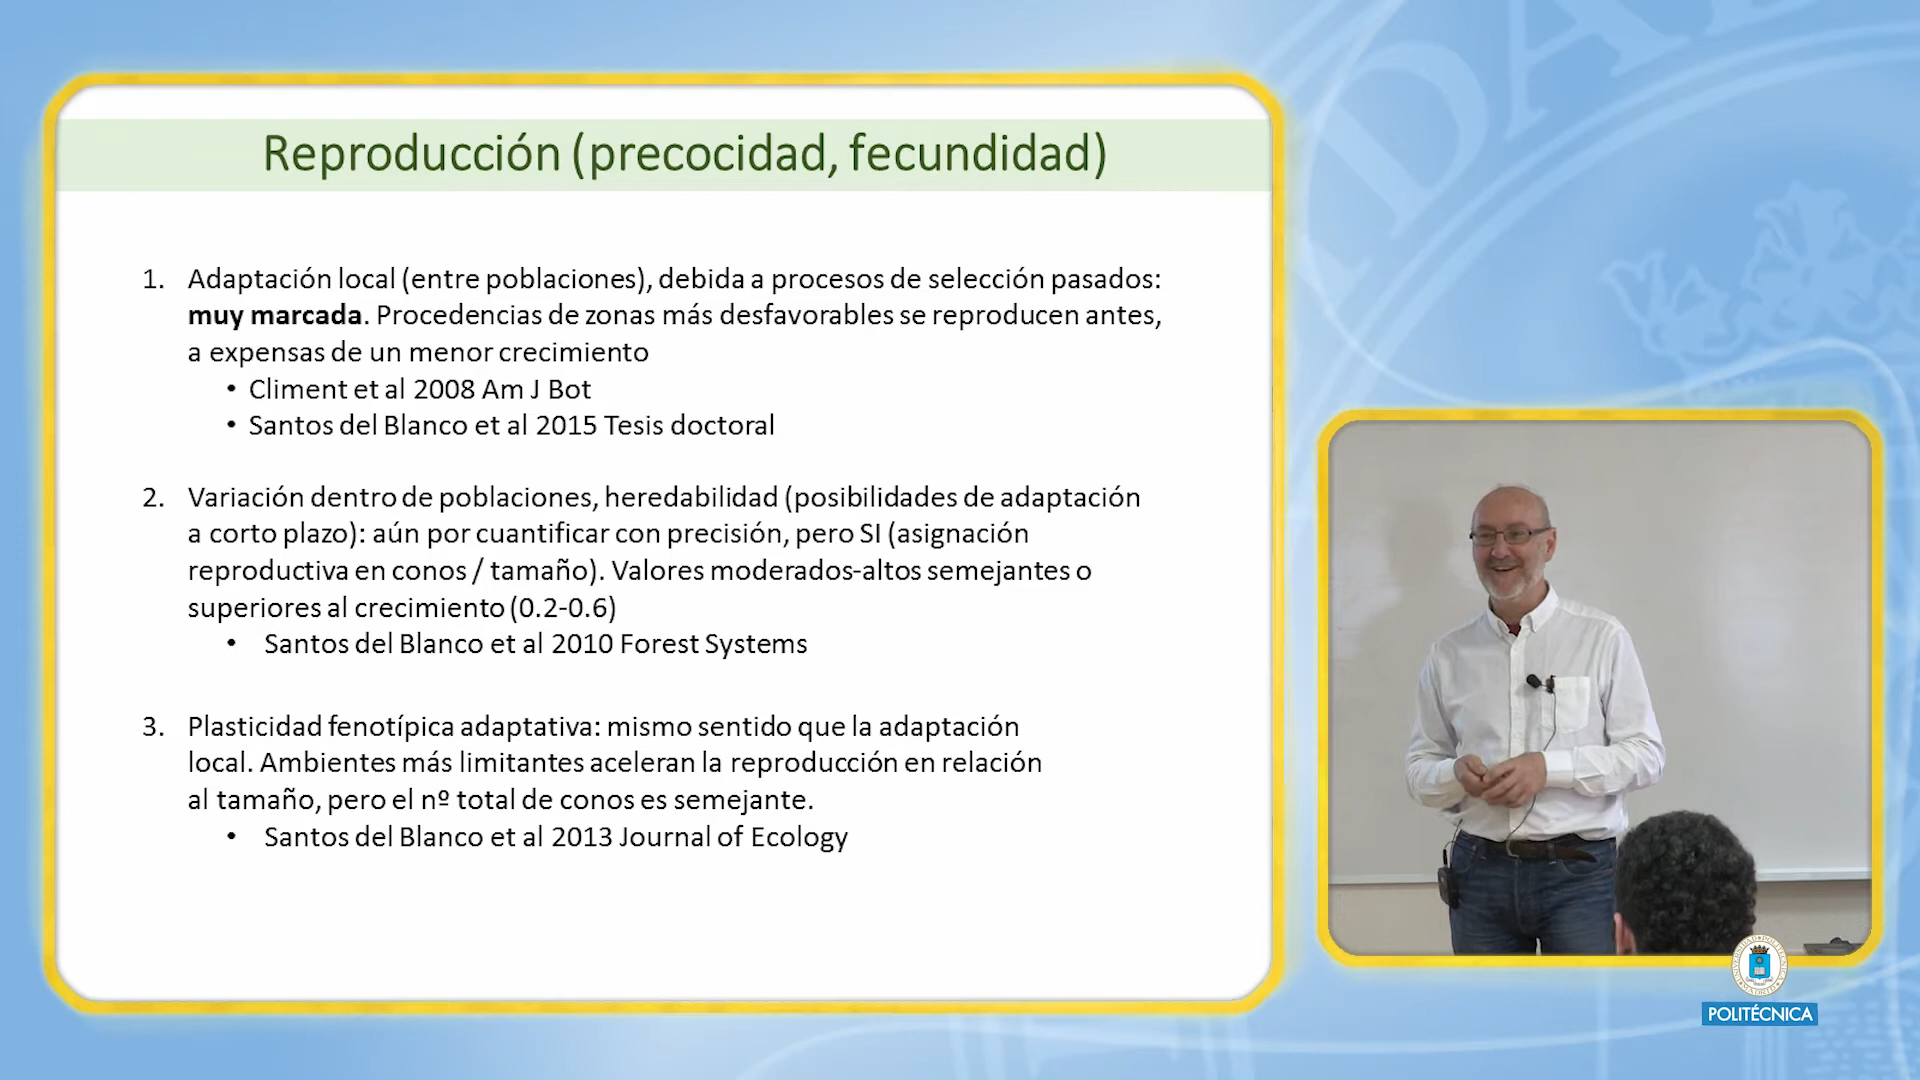 Reproducción (precocidad, fecundidad)
1. Adaptación local (entre poblaciones), debida a procesos de selección pasados:
muy marcada. Procedencias de zonas más desfavorables se reproducen antes,
a expensas de un menor crecimiento
• Climent et al 2008 Am J Bot
• Santos del Blanco et al 2015 Tesis doctoral
2. Variación dentro de poblaciones, heredabilidad (posibilidades de adaptación
a corto plazo): aún por cuantificar con precisión, pero SI (asignación
reproductiva en conos / tamaño). Valores moderados-altos semejantes o
superiores al crecimiento (0.2-0.6)
• Santos del Blanco et al 2010 Forest Systems
3. Plasticidad fenotípica adaptativa: mismo sentido que la adaptación
local. Ambientes más limitantes aceleran la reproducción en relación
al tamaño, pero el nº total de conos es semejante.
• Santos del Blanco et al 2013 Journal of Ecology
POLITÉCNICA